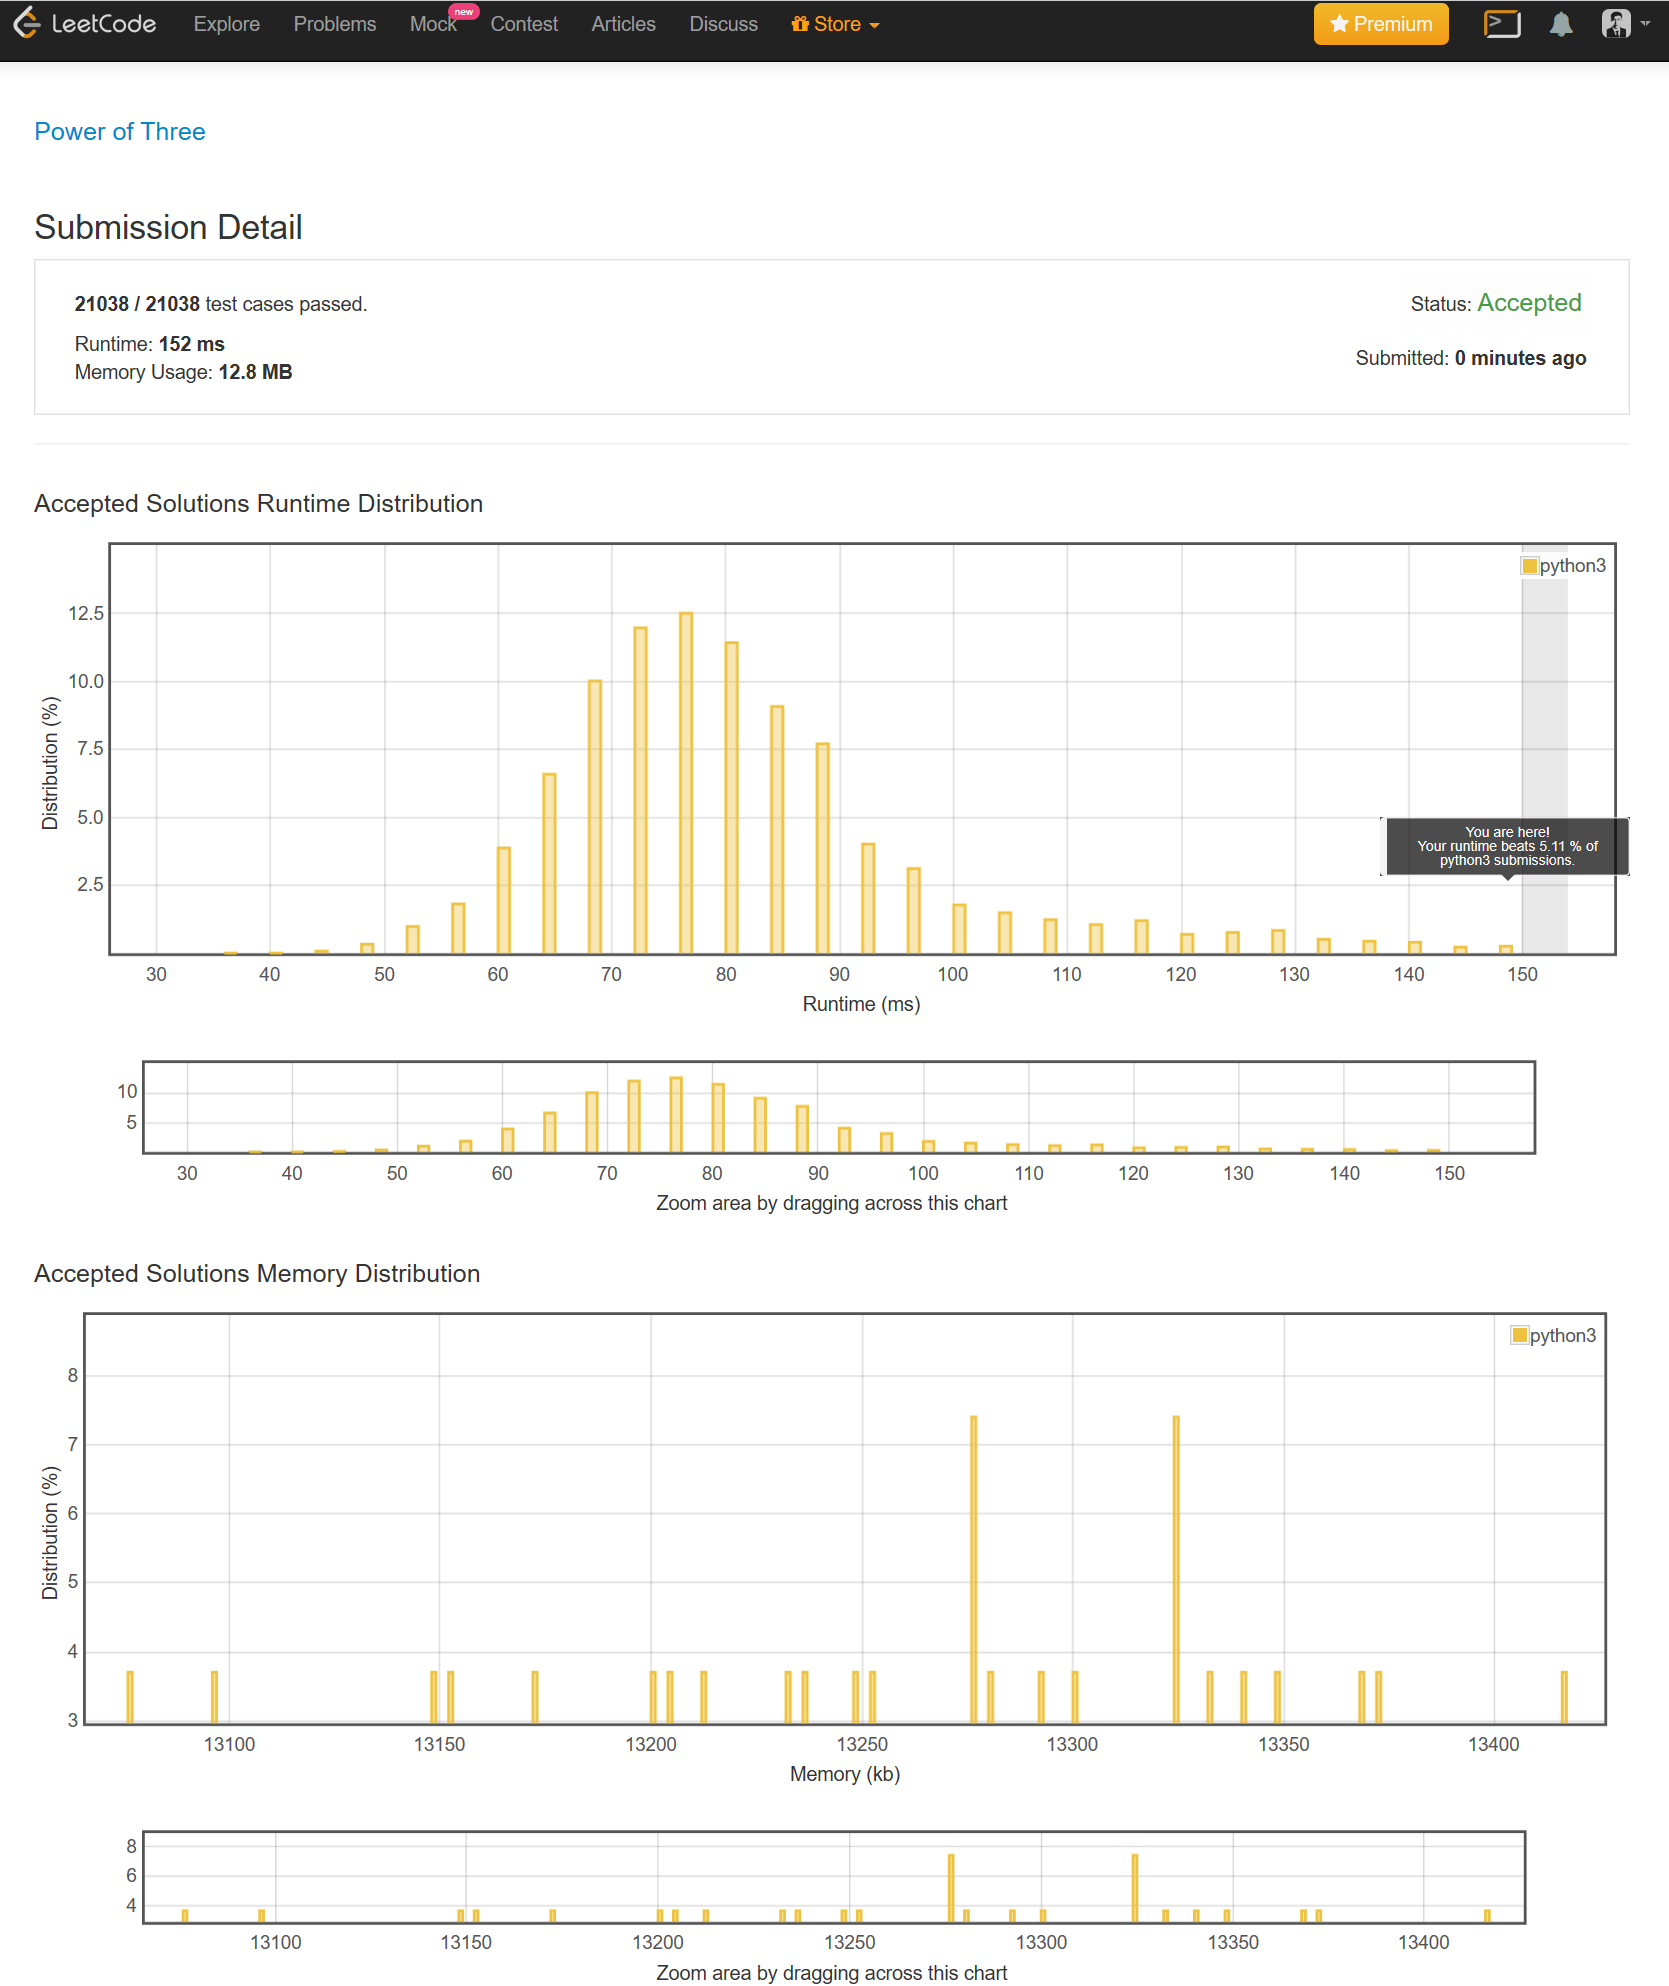 LeetCode Explore Problems Mock new Contest Articles Discuss Store Premium
Power of Three
Submission Detail
21038 / 21038 test cases passed.
Status: Accepted
Runtime: 152 ms
Submitted: 0 minutes ago
Memory Usage: 12.8 MB
Accepted Solutions Runtime Distribution
python3
12.5
10.0
7.5
5.0
2.5
Distribution (%)
You are here!
Your runtime beats 5.11 % of
python3 submissions.
30 40 50 60 70 80 90 100 110 120 130 140 150
Runtime (ms)
10
5
30 40 50 60 70 80 90 100 110 120 130 140 150
Zoom area by dragging across this chart
Accepted Solutions Memory Distribution
python3
8
7
6
5
4
3
Distribution (%)
13100 13150 13200 13250 13300 13350 13400
Memory (kb)
8
6
4
13100 13150 13200 13250 13300 13350 13400
Zoom area by dragging across this chart